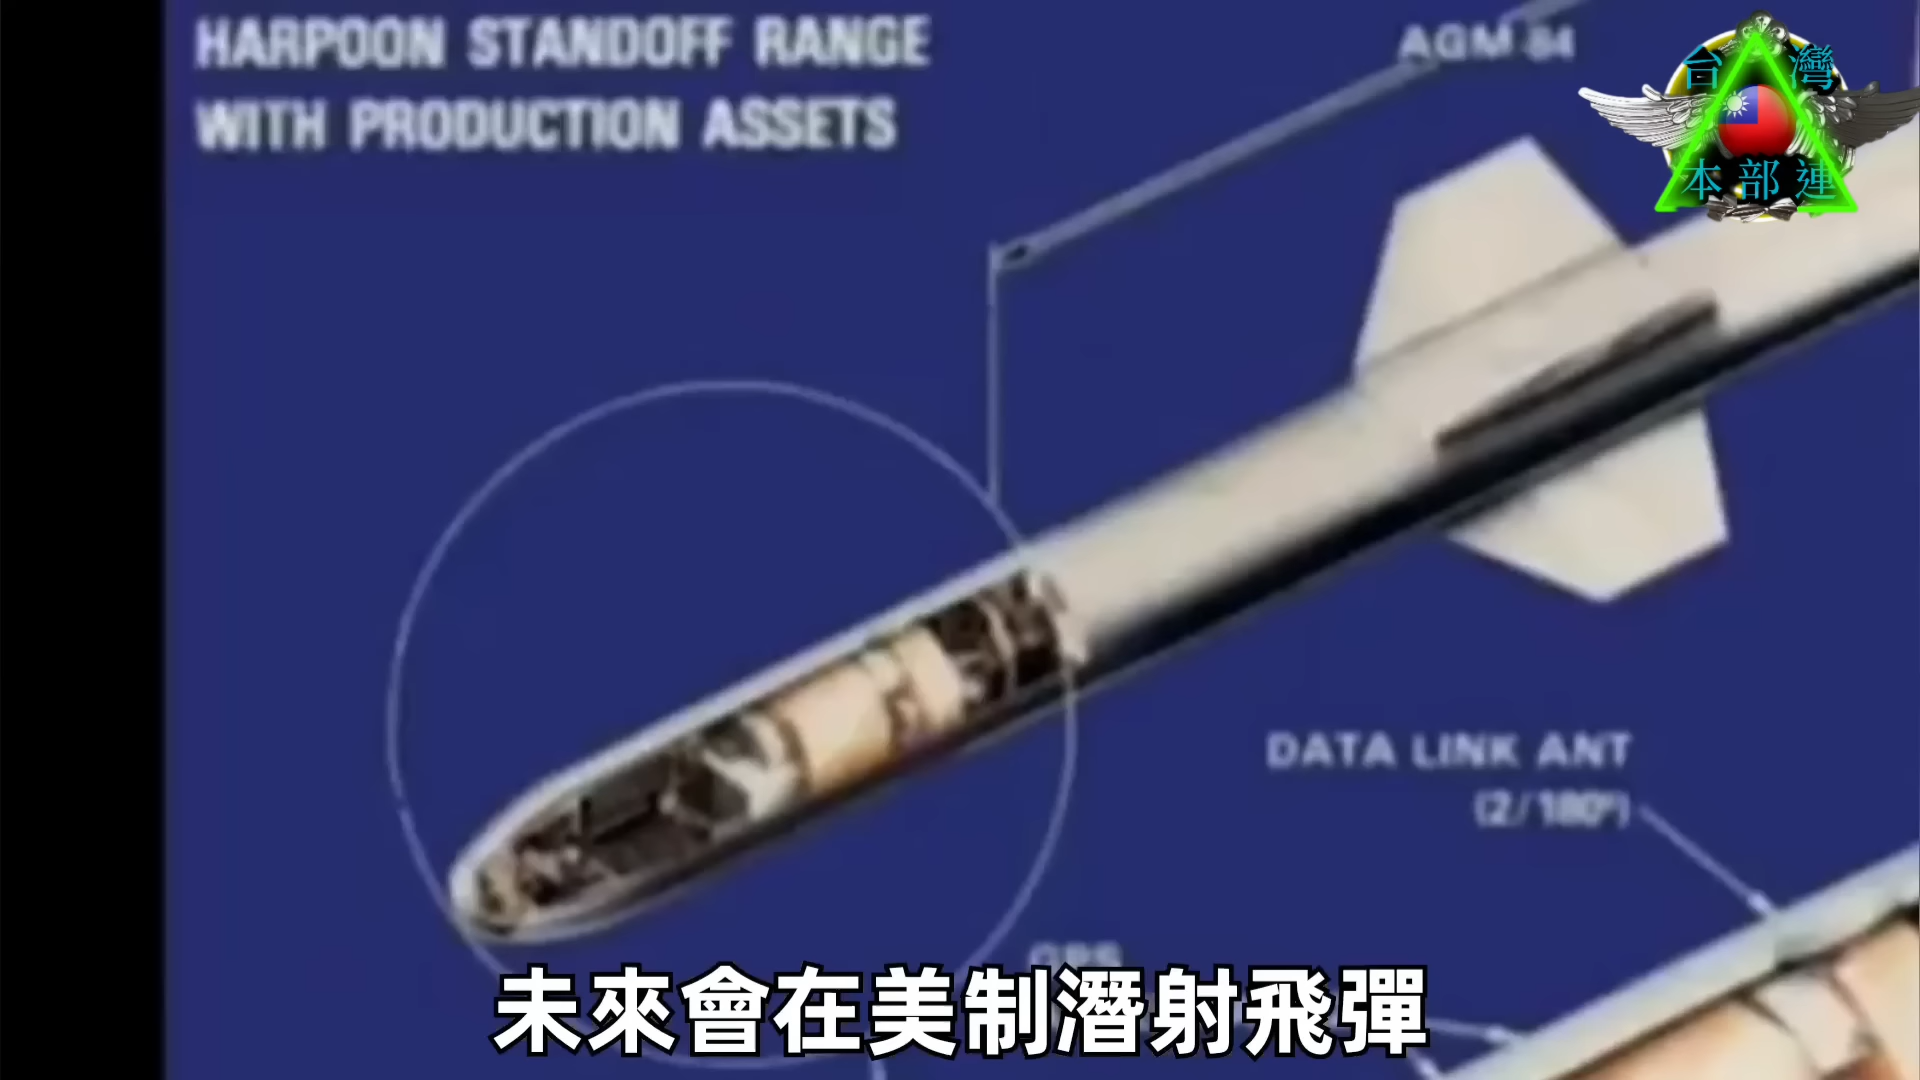 HARPOON STANDOFF RANGE
WITH PRODUCTION ASSETS
AGM-84
台灣
本部連
DATA LINK ANT
(2/180°)
GPS
未來會在美制潛射飛彈